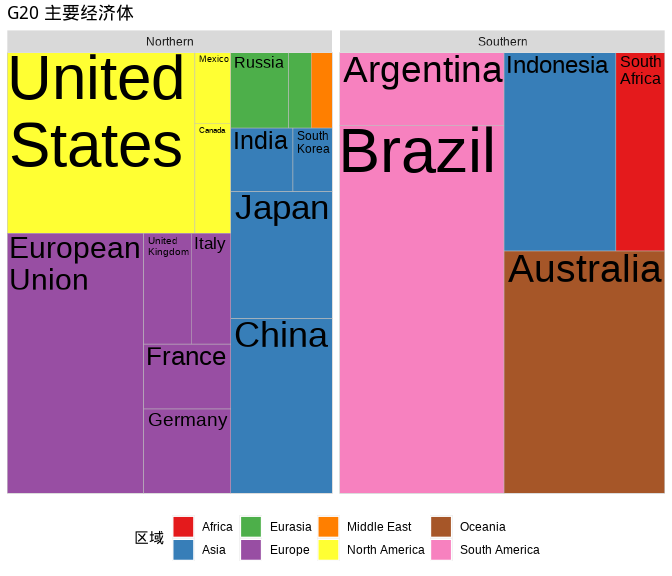 G20 主要经济体
Northern
Southern
United
States
Mexico
Canada
Russia
India
South
Korea
Japan
China
European
Union
United
Kingdom
Italy
France
Germany
Argentina
Brazil
Indonesia
South
Africa
Australia
区域
Africa
Eurasia
Middle East
Oceania
Asia
Europe
North America
South America